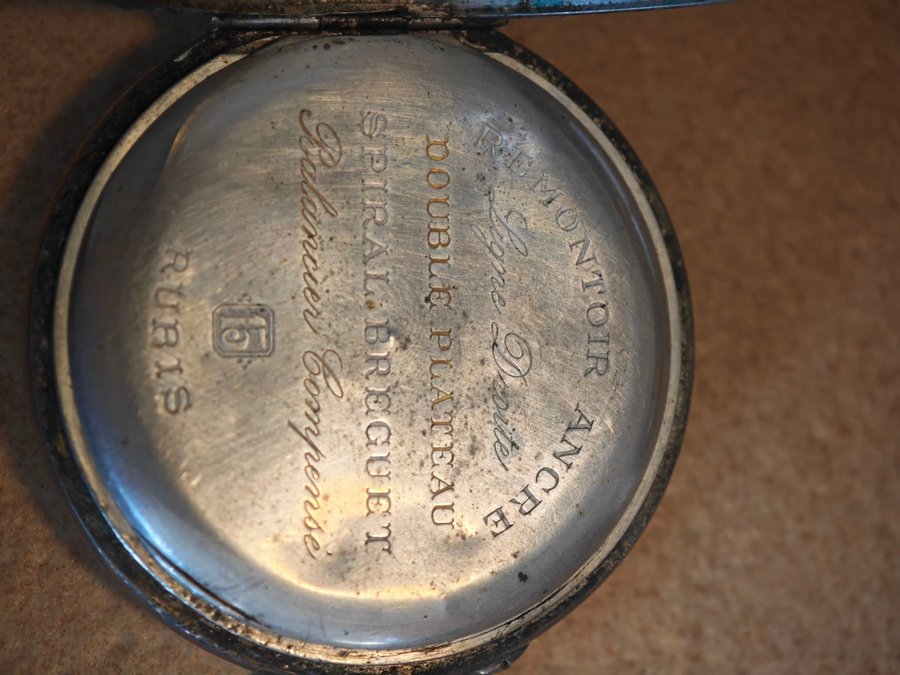 REMONTOIR ANCRE
Ligne Droite
DOUBLE PLATEAU
SPIRAL BREGUET
Balancier Compensé
15
RUBIS